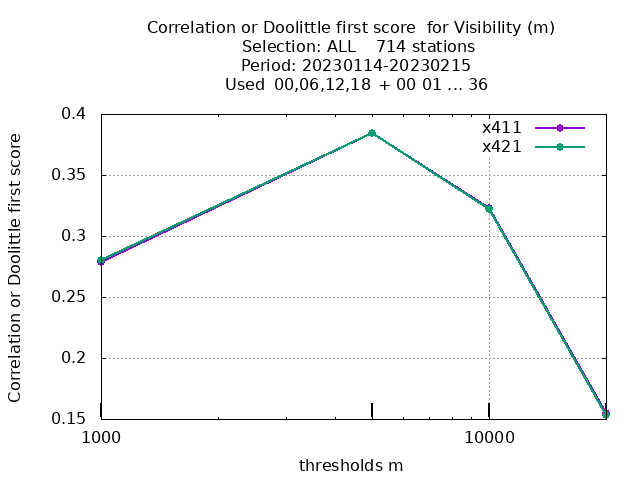 Correlation or Doolittle first score for Visibility (m)
Selection: ALL 714 stations
Period: 20230114-20230215
Used 00,06,12,18 + 00 01 ... 36
Correlation or Doolittle first score
0.4
0.35
0.3
0.25
0.2
0.15
x411
x421
1000
10000
thresholds m